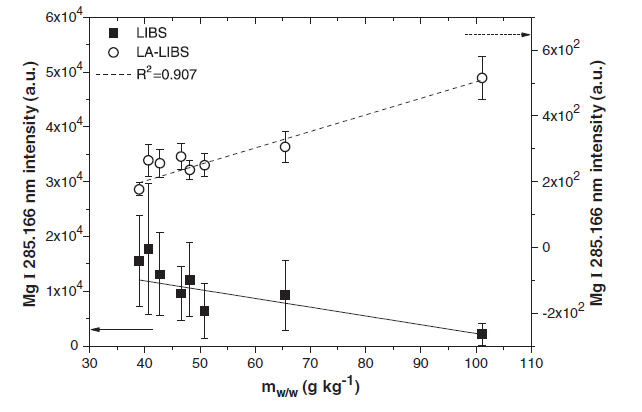 6x10⁴
5x10⁴
4x10⁴
3x10⁴
2x10⁴
1x10⁴
0
Mg I 285.166 nm intensity (a.u.)
LIBS
LA-LIBS
R²=0.907
6x10²
4x10²
2x10²
0
-2x10²
Mg I 285.166 nm intensity (a.u.)
30 40 50 60 70 80 90 100 110
m_w/w (g kg⁻¹)